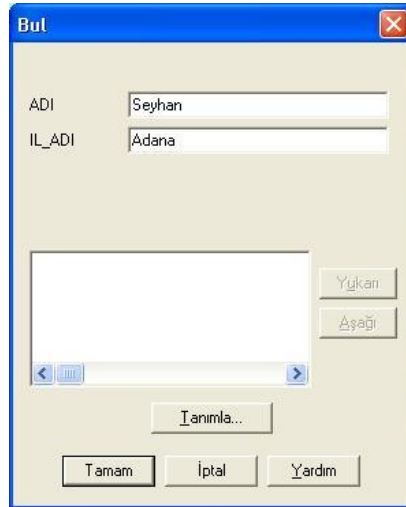 Bul
ADI Seyhan
IL_ADI Adana
Yukarı
Aşağı
Tanımla...
Tamam İptal Yardım